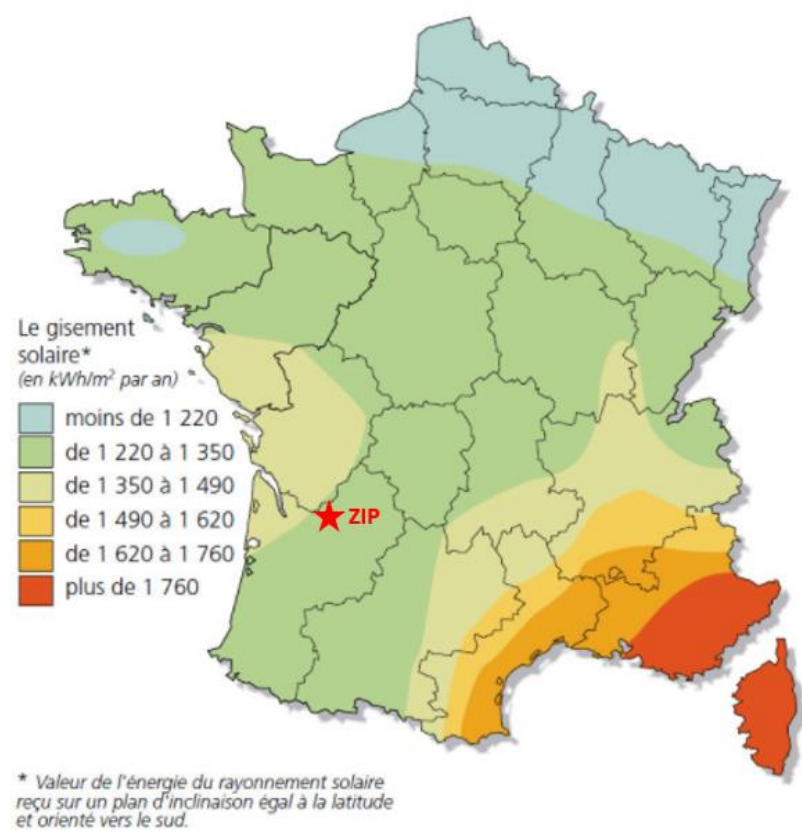 Le gisement
solaire*
(en kWh/m² par an)
moins de 1 220
de 1 220 à 1 350
de 1 350 à 1 490
de 1 490 à 1 620
de 1 620 à 1 760
plus de 1 760
ZIP
* Valeur de l'énergie du rayonnement solaire
reçu sur un plan d'inclinaison égal à la latitude
et orienté vers le sud.